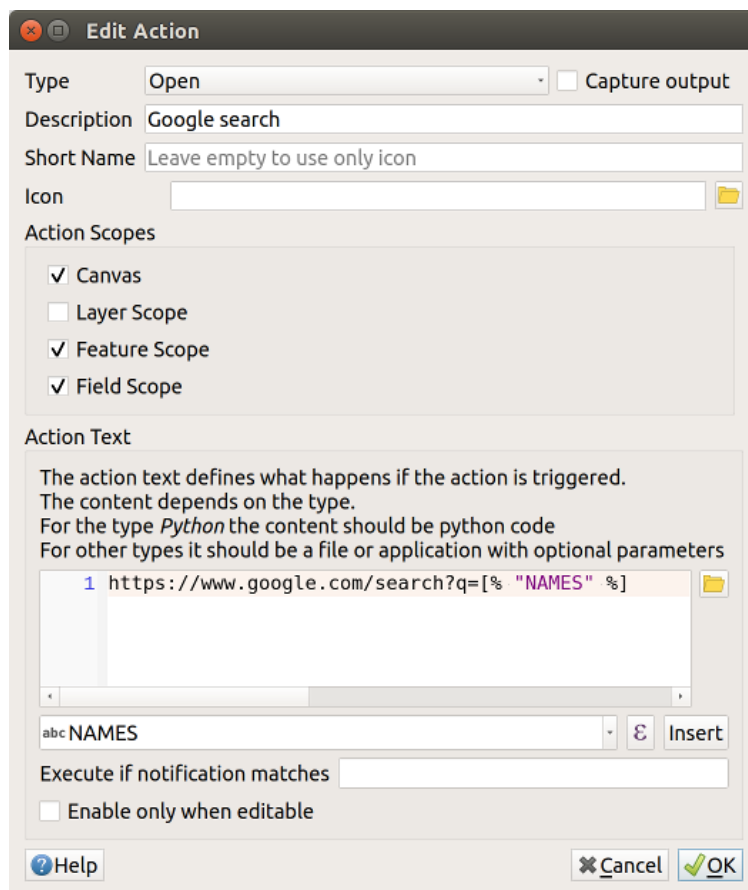 Edit Action
Type Open Capture output
Description Google search
Short Name Leave empty to use only icon
Icon
Action Scopes
Canvas
Layer Scope
Feature Scope
Field Scope
Action Text
The action text defines what happens if the action is triggered.
The content depends on the type.
For the type Python the content should be python code
For other types it should be a file or application with optional parameters
1 https://www.google.com/search?q=[% "NAMES" %]
abc NAMES ε Insert
Execute if notification matches
Enable only when editable
?Help Cancel OK